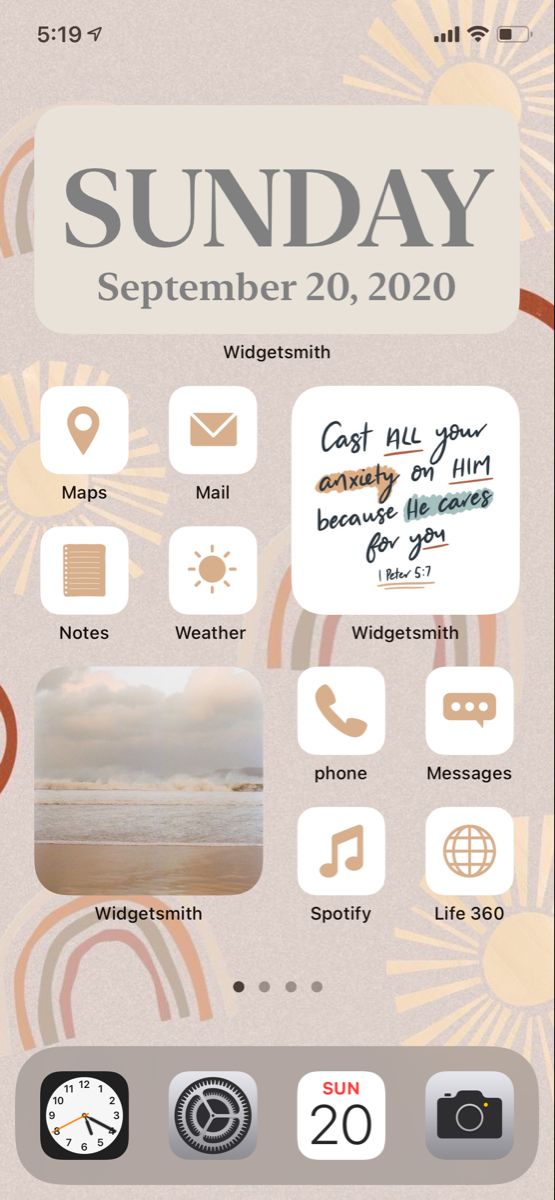 5:19
SUNDAY
September 20, 2020
Widgetsmith
Maps
Mail
Cast ALL your
anxiety on HIM
because He cares
for you
1 Peter 5:7
Notes
Weather
Widgetsmith
phone
Messages
Widgetsmith
Spotify
Life 360
12
1
2
3
4
5
6
7
8
9
10
11
SUN
20